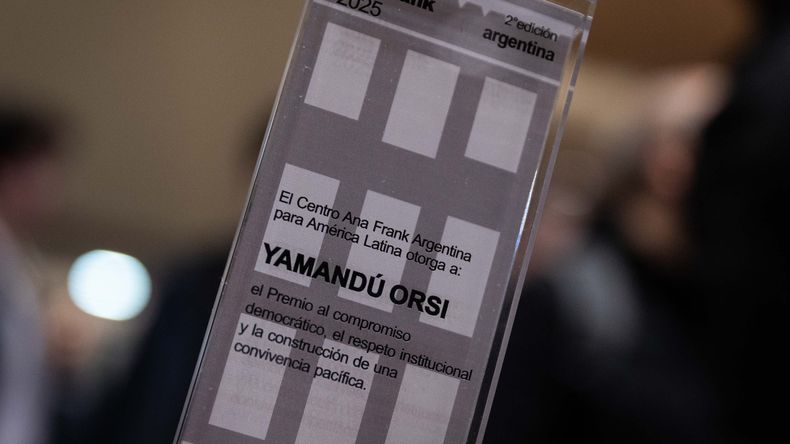 2025
2°edición
argentina
El Centro Ana Frank Argentina
para América Latina otorga a:
YAMANDÚ ORSI
el Premio al compromiso
democrático, el respeto institucional
y la construcción de una
convivencia pacífica.